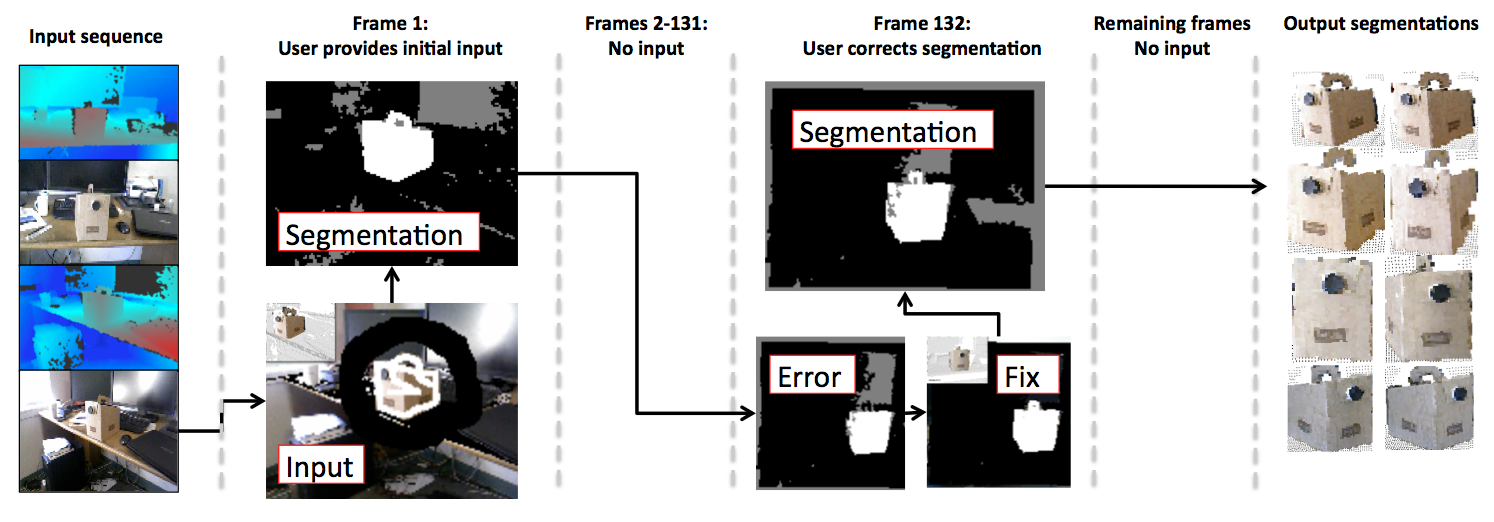 Input sequence
Frame 1:
User provides initial input
Frames 2-131:
No input
Frame 132:
User corrects segmentation
Remaining frames
No input
Output segmentations
Segmentation
Input
Segmentation
Error
Fix